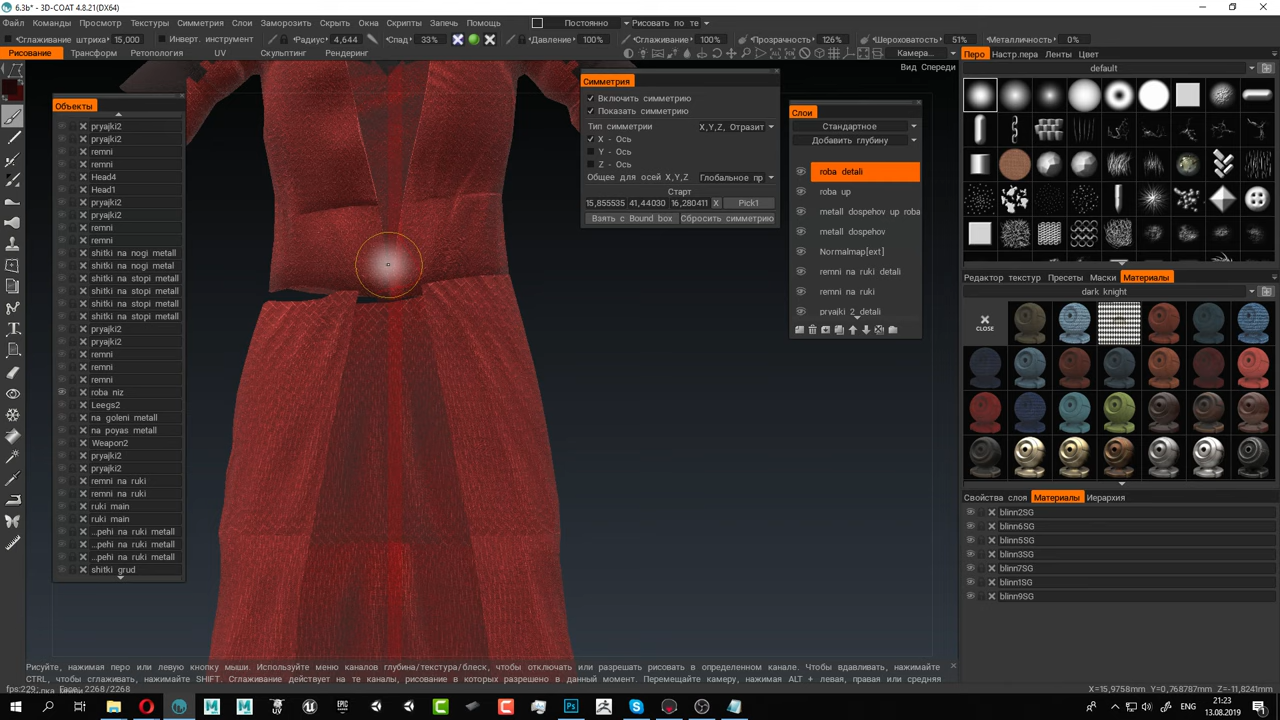 6.3b* - 3D-COAT 4.8.21(DX64)
Файл Команды Просмотр Текстуры Симметрия Слои Заморозить Скрыть Окна Скрипты Запечь Помощь Постоянно Рисовать по те
Сглаживание штриха 15,000 Инверт. инструмент Радиус 4,644 Спад 33% Давление 100% Сглаживание 100% Прозрачность 126% Шероховатость 51% Металличность 0%
Рисование Трансформ Ретопология UV Скульптинг Рендеринг Камера...
Перо Настр.пера Ленты Цвет
Вид Спереди
default
Симметрия
Включить симметрию
Показать симметрию
Тип симметрии X,Y,Z, Отразит
X - Ось
Y - Ось
Z - Ось
Общее для осей X,Y,Z Глобальное пр
Старт
15,855535 41,44030 16,280411 X Pick1
Взять с Bound box Сбросить симметрию
Слои
Стандартное
Добавить глубину
roba detali
roba up
metall dospehov up roba
metall dospehov
Normalmap[ext]
remni na ruki detali
remni na ruki
pryajki 2 detali
Объекты
pryajki2
pryajki2
remni
remni
Head4
Head1
pryajki2
pryajki2
remni
remni
shitki na nogi metall
shitki na nogi metal
shitki na stopi metall
shitki na stopi metall
shitki na stopi metall
shitki na stopi metall
pryajki2
pryajki2
remni
remni
remni
roba niz
Leegs2
na goleni metall
na poyas metall
Weapon2
pryajki2
pryajki2
remni na ruki
remni na ruki
ruki main
ruki main
...pehi na ruki metall
...pehi na ruki metall
...pehi na ruki metall
shitki grud
Редактор текстур Пресеты Маски Материалы
dark knight
CLOSE
Свойства слоя Материалы Иерархия
blinn2SG
blinn6SG
blinn5SG
blinn3SG
blinn7SG
blinn1SG
blinn9SG
Рисуйте, нажимая перо или левую кнопку мыши. Используйте меню каналов глубина/текстура/блеск, чтобы отключить или разрешать рисовать в определенном канале. Чтобы вдавливать, нажимайте
CTRL, чтобы сглаживать, нажимайте SHIFT. Сглаживание действует на те каналы, рисование в которых разрешено в данный момент. Перемещайте камеру, нажимая ALT + левая, правая или средняя
X=15,9758mm Y=0,768787mm Z=-11,8241mm
ENG
21:23
13.08.2019